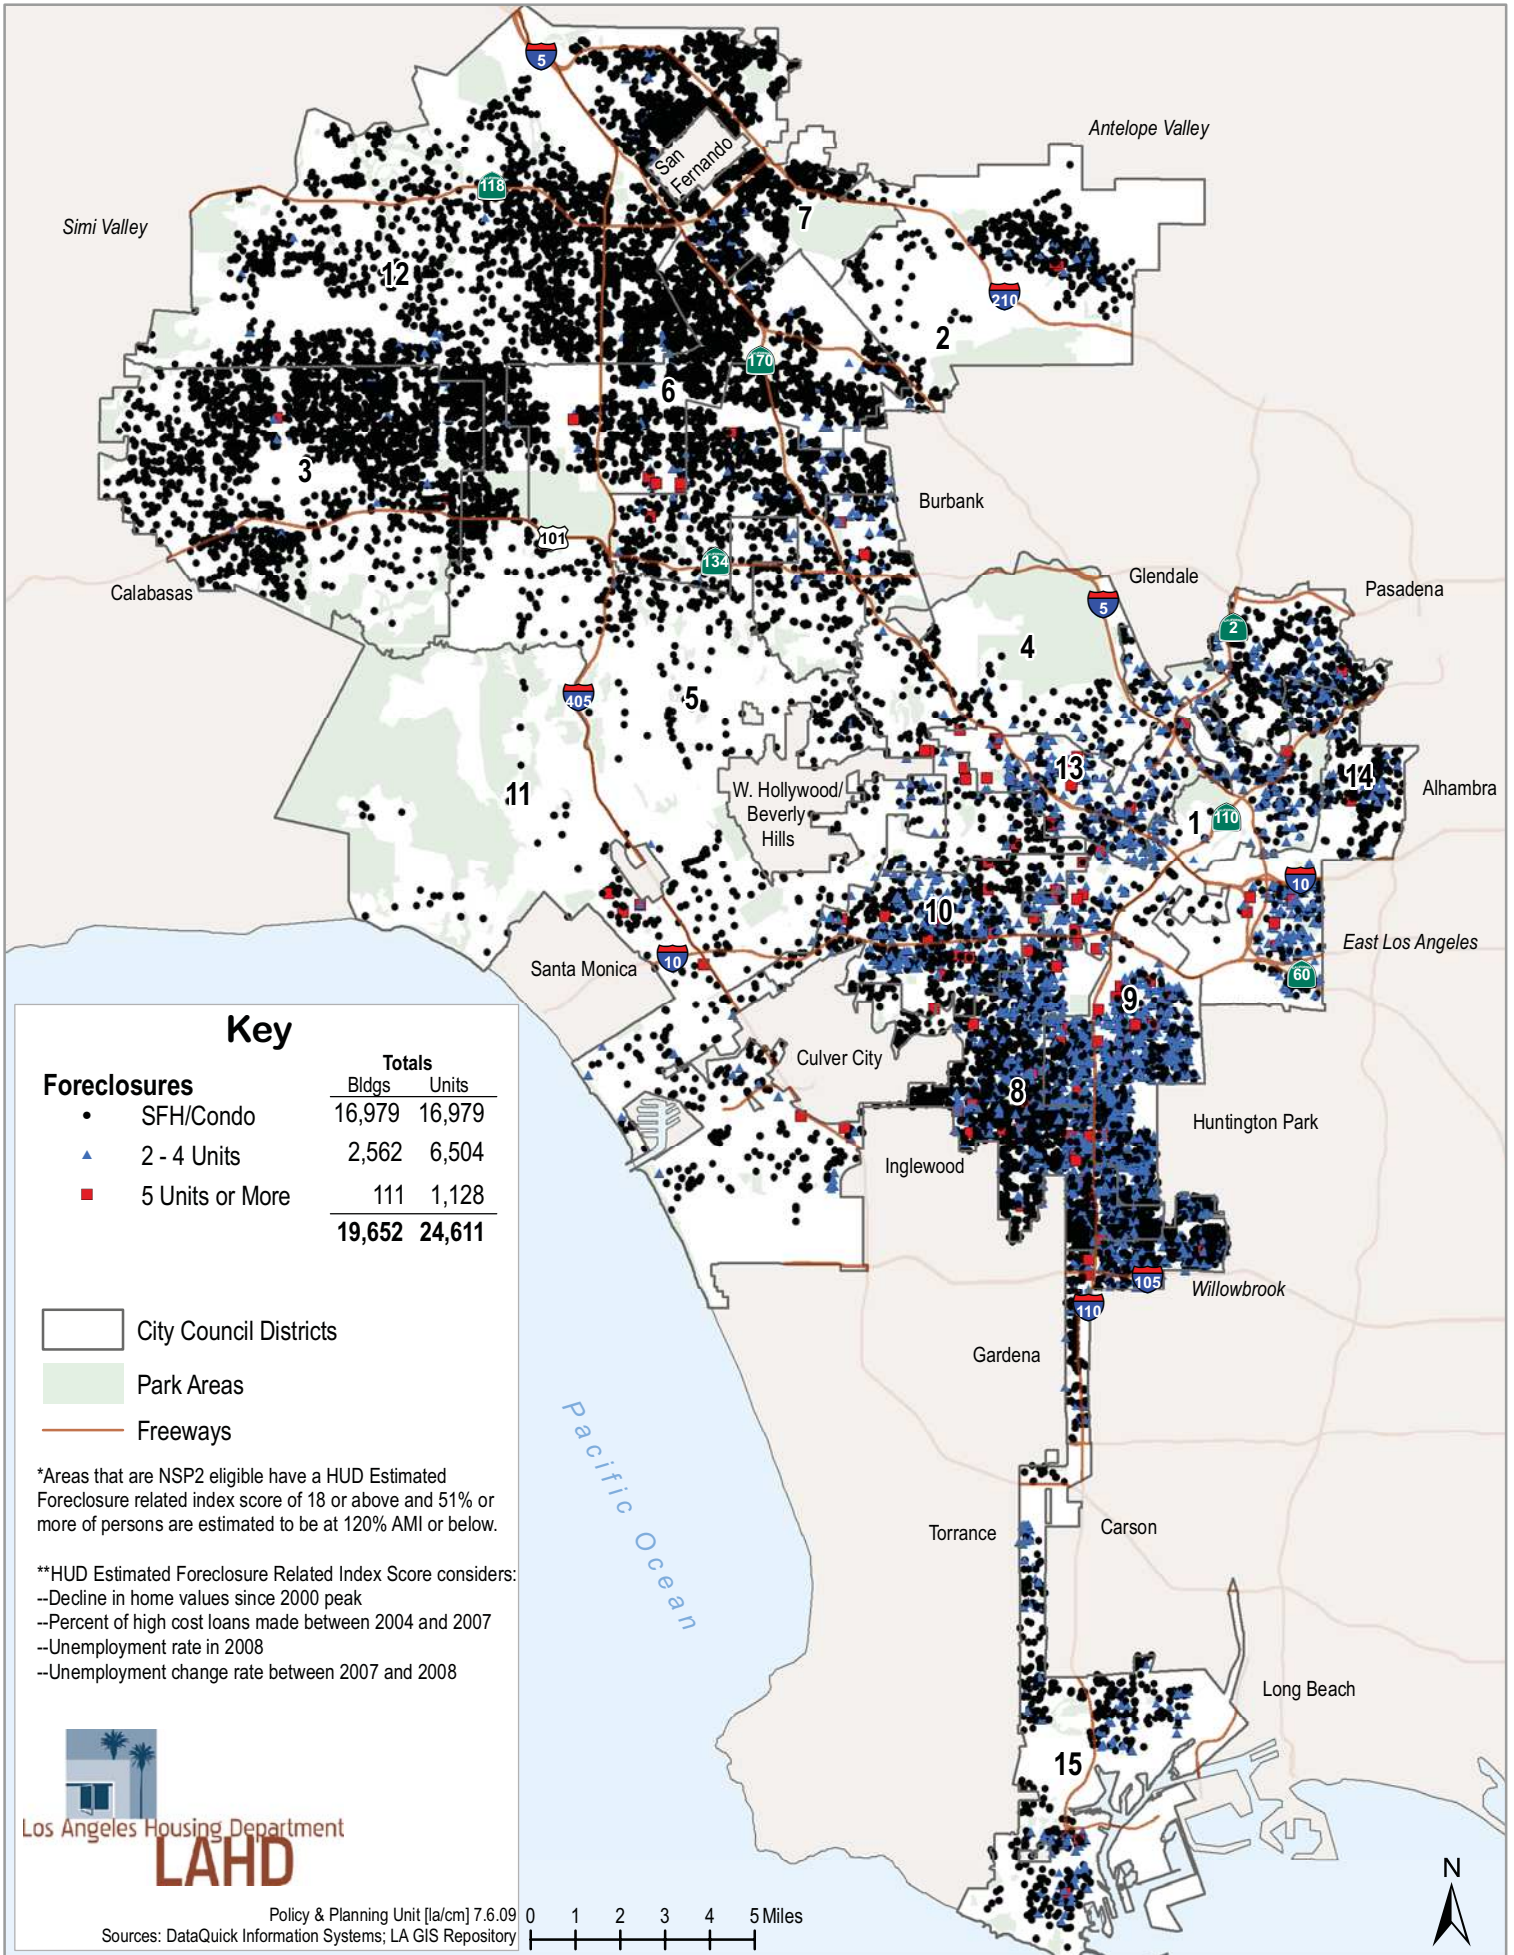 5
Antelope Valley
San
Fernando
118
7
Simi Valley
12
210
2
170
6
3
Burbank
101
134
Calabasas
Glendale
5
Pasadena
2
4
405
5
13
14
11
W. Hollywood/
Beverly
Hills
Alhambra
1
110
10
10
East Los Angeles
Santa Monica
10
60
9
Culver City
8
Huntington Park
Inglewood
105
Willowbrook
110
Gardena
Pacific Ocean
Torrance
Carson
Long Beach
15
Key
Totals
Foreclosures Bldgs Units
SFH/Condo 16,979 16,979
2 - 4 Units 2,562 6,504
5 Units or More 111 1,128
19,652 24,611
City Council Districts
Park Areas
Freeways
*Areas that are NSP2 eligible have a HUD Estimated
Foreclosure related index score of 18 or above and 51% or
more of persons are estimated to be at 120% AMI or below.
**HUD Estimated Foreclosure Related Index Score considers:
--Decline in home values since 2000 peak
--Percent of high cost loans made between 2004 and 2007
--Unemployment rate in 2008
--Unemployment change rate between 2007 and 2008
Los Angeles Housing Department
LAHD
Policy & Planning Unit [la/cm] 7.6.09
Sources: DataQuick Information Systems; LA GIS Repository
0 1 2 3 4 5 Miles
N